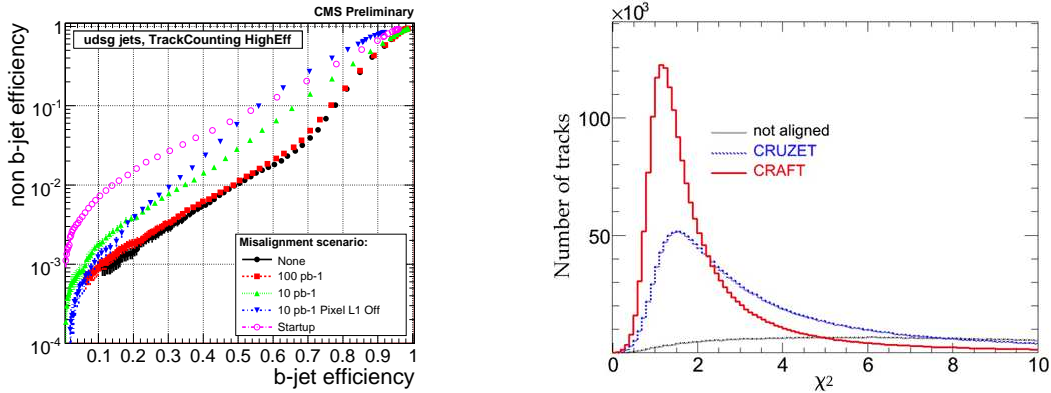 CMS Preliminary
udsg jets, TrackCounting HighEff
non b-jet efficiency
1
10-1
10-2
10-3
10-4
Misalignment scenario:
None
100 pb-1
10 pb-1
10 pb-1 Pixel L1 Off
Startup
0.1 0.2 0.3 0.4 0.5 0.6 0.7 0.8 0.9 1
b-jet efficiency
×10³
Number of tracks
100
50
not aligned
CRUZET
CRAFT
0 2 4 6 8 10
χ2